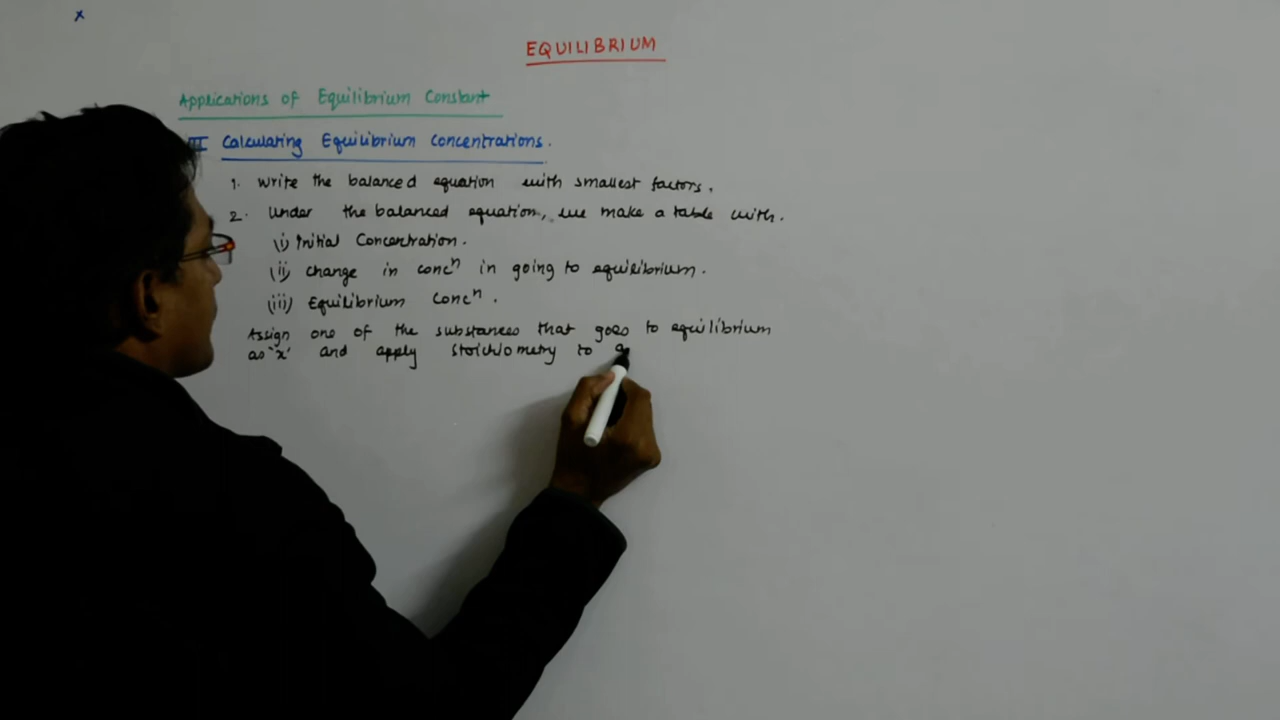 x
EQUILIBRIUM
Applications of Equilibrium Constant
III Calculating Equilibrium Concentrations.
1. Write the balanced equation with smallest factors.
2. Under the balanced equation, we make a table with.
(i) Initial Concentration.
(ii) change in concⁿ in going to equilibrium.
(iii) Equilibrium Concⁿ.
Assign one of the substances that goes to equilibrium
as 'x' and apply stoichiometry to